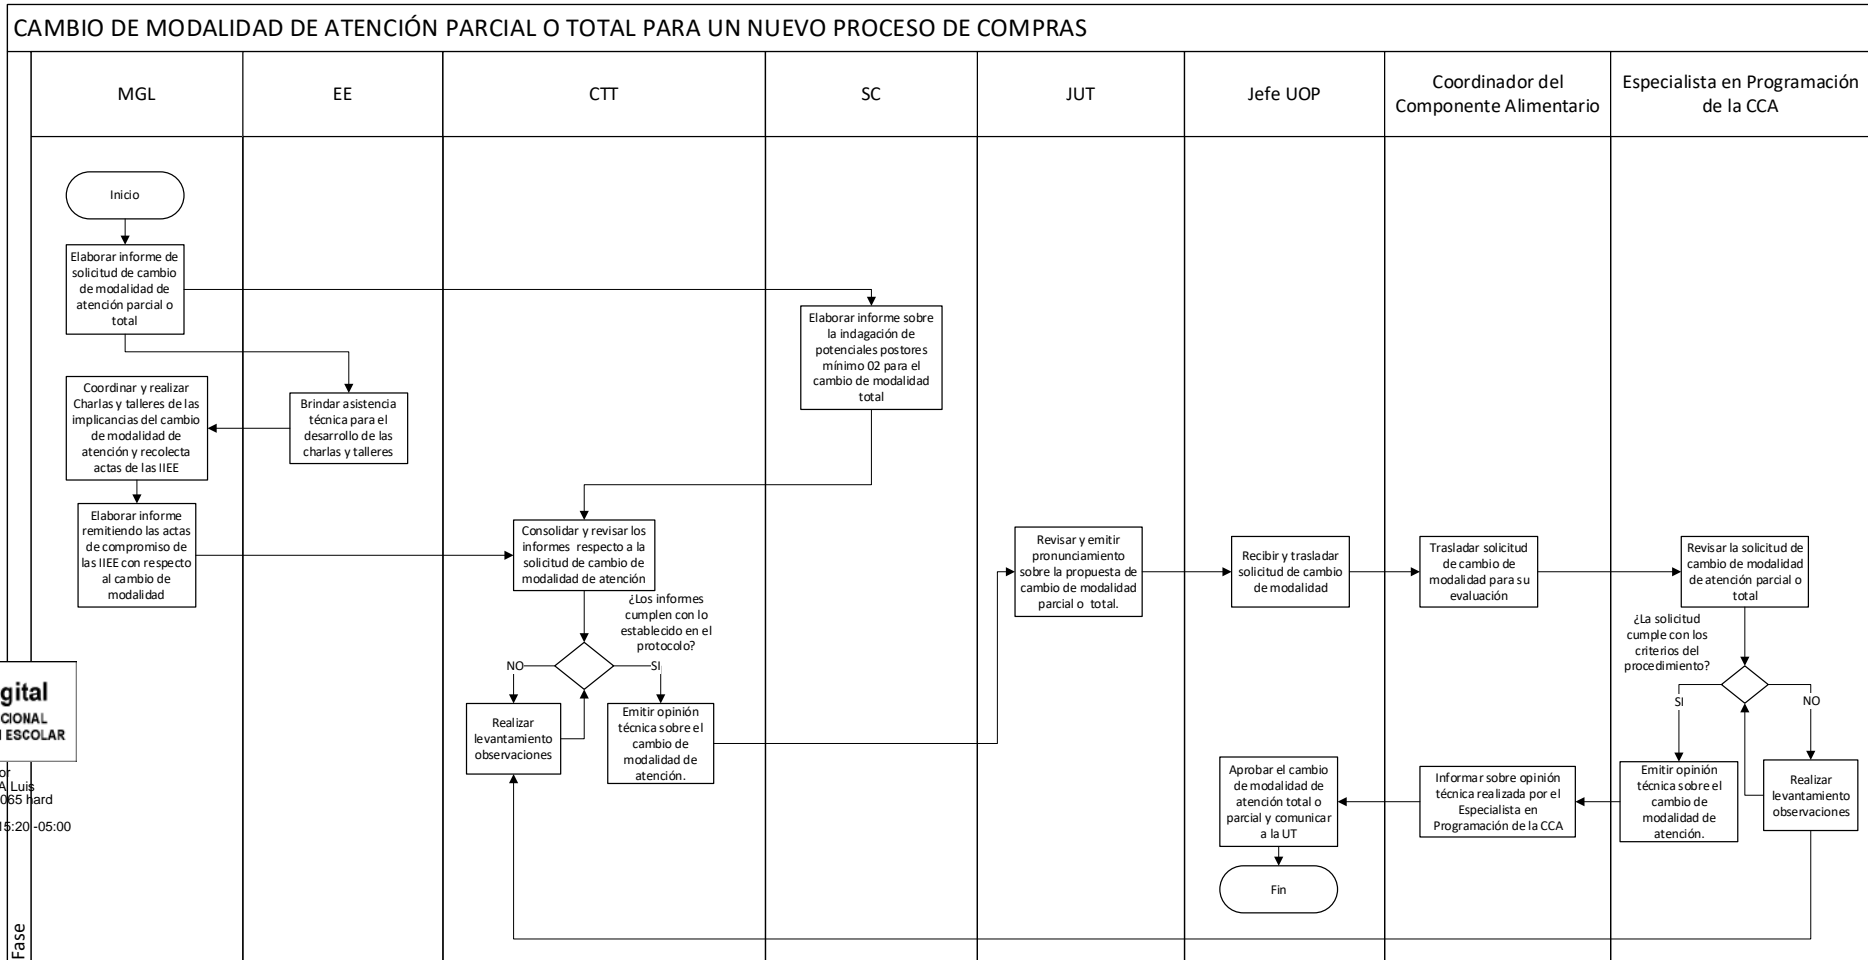 CAMBIO DE MODALIDAD DE ATENCIÓN PARCIAL O TOTAL PARA UN NUEVO PROCESO DE COMPRAS
MGL
EE
CTT
SC
JUT
Jefe UOP
Coordinador del
Componente Alimentario
Especialista en Programación
de la CCA
Inicio
Elaborar informe de
solicitud de cambio
de modalidad de
atención parcial o
total
Coordinar y realizar
Charlas y talleres de las
implicancias del cambio
de modalidad de
atención y recolecta
actas de las IIEE
Elaborar informe
remitiendo las actas
de compromiso de
las IIEE con respecto
al cambio de
modalidad
Brindar asistencia
técnica para el
desarrollo de las
charlas y talleres
Elaborar informe sobre
la indagación de
potenciales postores
mínimo 02 para el
cambio de modalidad
total
Consolidar y revisar los
informes respecto a la
solicitud de cambio de
modalidad de atención
¿Los informes
cumplen con lo
establecido en el
protocolo?
NO
SI
Realizar
levantamiento
observaciones
Emitir opinión
técnica sobre el
cambio de
modalidad de
atención.
Revisar y emitir
pronunciamiento
sobre la propuesta de
cambio de modalidad
parcial o total.
Recibir y trasladar
solicitud de cambio
de modalidad
Trasladar solicitud
de cambio de
modalidad para su
evaluación
Revisar la solicitud de
cambio de modalidad
de atención parcial o
total
¿La solicitud
cumple con los
criterios del
procedimiento?
SI
NO
Emitir opinión
técnica sobre el
cambio de
modalidad de
atención.
Realizar
levantamiento
observaciones
Informar sobre opinión
técnica realizada por el
Especialista en
Programación de la CCA
Aprobar el cambio
de modalidad de
atención total o
parcial y comunicar
a la UT
Fin
gital
CIONAL
ESCOLAR
or
A Luis
065 hard
15:20 -05:00
Fase